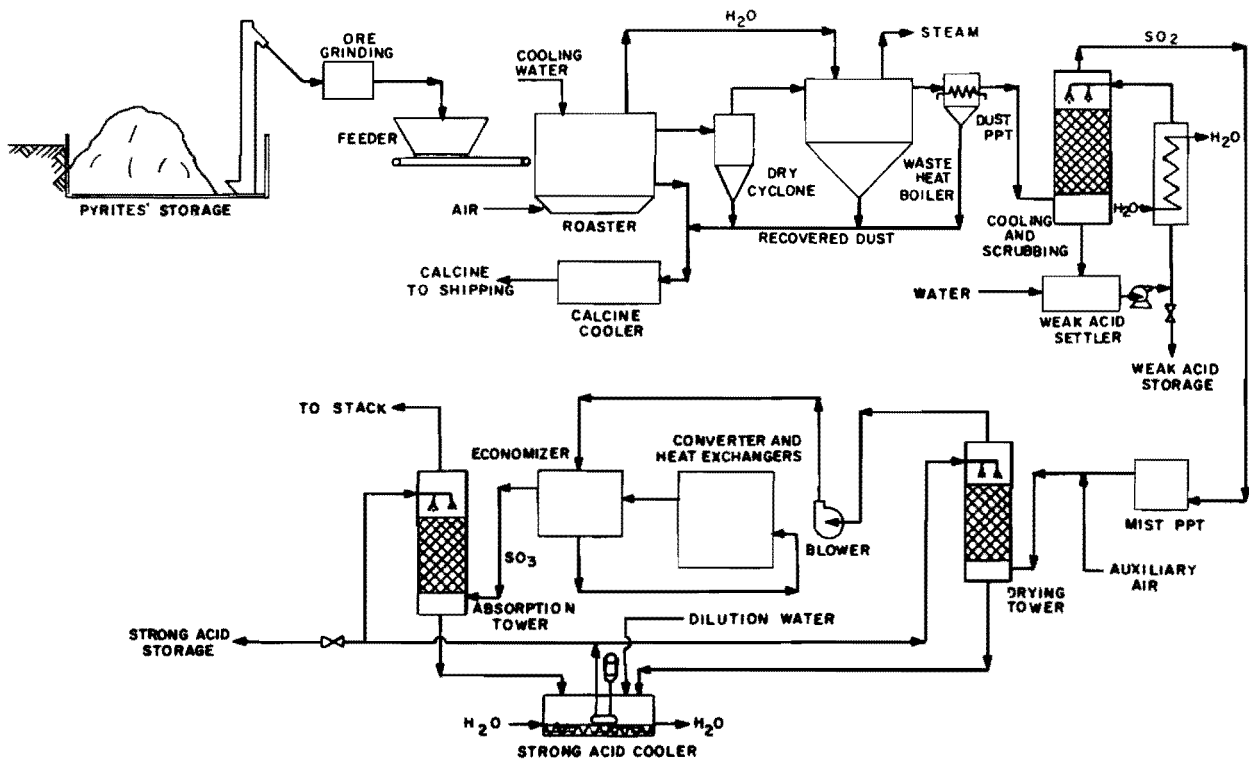 H2O
STEAM
SO2
ORE
GRINDING
COOLING
WATER
FEEDER
DUST
PPT
H2O
DRY
CYCLONE
WASTE
HEAT
BOILER
PYRITES' STORAGE
AIR
ROASTER
H2O
COOLING
AND
SCRUBBING
RECOVERED DUST
CALCINE
TO SHIPPING
CALCINE
COOLER
WATER
WEAK ACID
SETTLER
WEAK ACID
STORAGE
TO STACK
ECONOMIZER
CONVERTER AND
HEAT EXCHANGERS
MIST PPT
BLOWER
SO3
AUXILIARY
AIR
ABSORPTION
TOWER
DRYING
TOWER
DILUTION WATER
STRONG ACID
STORAGE
H2O
H2O
STRONG ACID COOLER